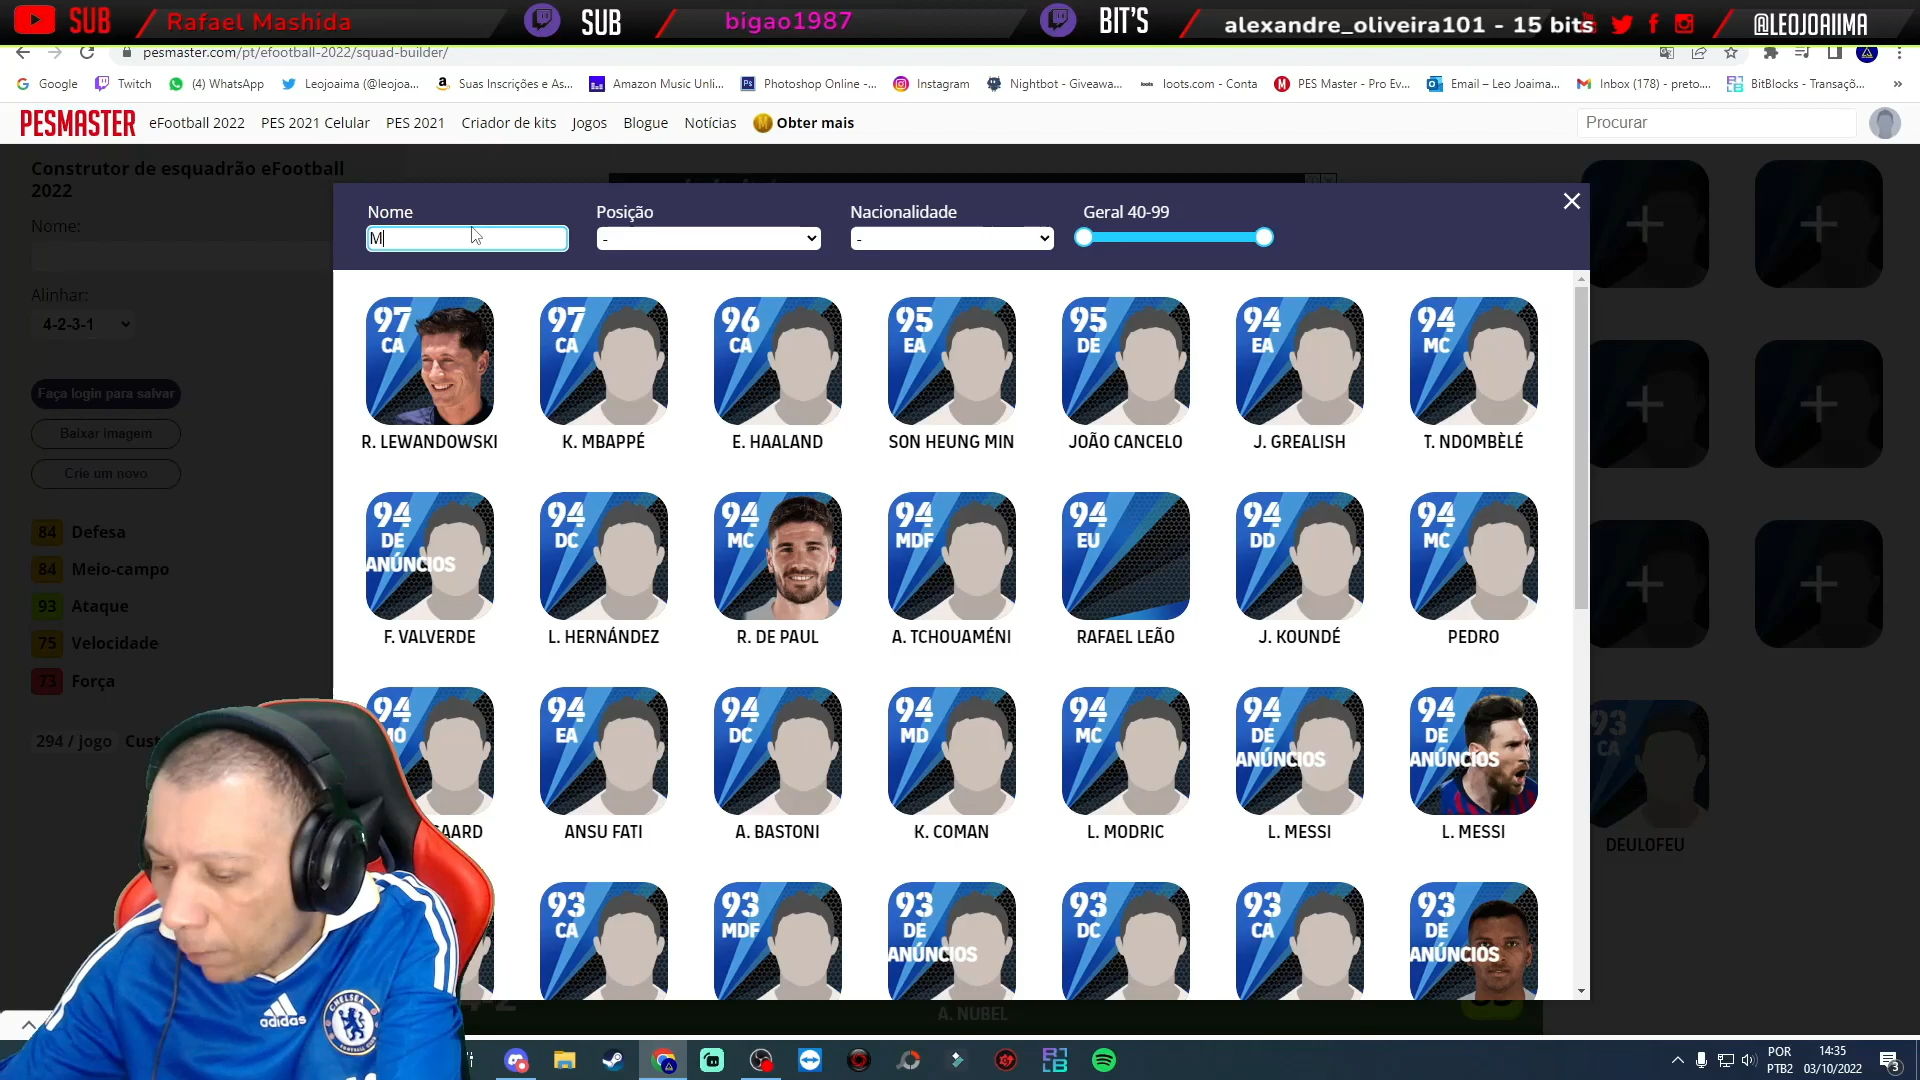 SUB
Rafael Mashida
SUB
bigao1987
BIT'S
alexandre_oliveira101 - 15 bits
@LEOJOAIIMA
pesmaster.com/pt/efootball-2022/squad-builder/
Google
Twitch
(4) WhatsApp
Leojoaima (@leojoa...
Suas Inscrições e As...
Amazon Music Unli...
Photoshop Online -...
Instagram
Nightbot - Giveawa...
loots.com - Conta
PES Master - Pro Ev...
Email – Leo Joaima...
Inbox (178) - preto....
BitBlocks - Transaçõ...
»
PESMASTER
eFootball 2022
PES 2021 Celular
PES 2021
Criador de kits
Jogos
Blogue
Notícias
Obter mais
Procurar
Construtor de esquadrão eFootball
2022
Nome:
Alinhar:
4-2-3-1
Faça login para salvar
Baixar imagem
Crie um novo
84 Defesa
84 Meio-campo
93 Ataque
75 Velocidade
73 Força
294 / jogo
Nome
Posição
Nacionalidade
Geral 40-99
M
-
-
97 CA
97 CA
96 CA
95 EA
95 DE
94 EA
94 MC
R. LEWANDOWSKI
K. MBAPPÉ
E. HAALAND
SON HEUNG MIN
JOÃO CANCELO
J. GREALISH
T. NDOMBÈLÉ
94 DE ANÚNCIOS
94 DC
94 MC
94 MDF
94 EU
94 DD
94 MC
F. VALVERDE
L. HERNÁNDEZ
R. DE PAUL
A. TCHOUAMÉNI
RAFAEL LEÃO
J. KOUNDÉ
PEDRO
94
94 EA
94 DC
94 MD
94 MC
94 DE ANÚNCIOS
94 DE ANÚNCIOS
ANSU FATI
A. BASTONI
K. COMAN
L. MODRIC
L. MESSI
L. MESSI
93 CA
93 MDF
93 DE ANÚNCIOS
93 DC
93 CA
93 DE ANÚNCIOS
93 CA
DEULOFEU
A. NUBEL
adidas
CHELSEA
POR
PTB2
14:35
03/10/2022
3